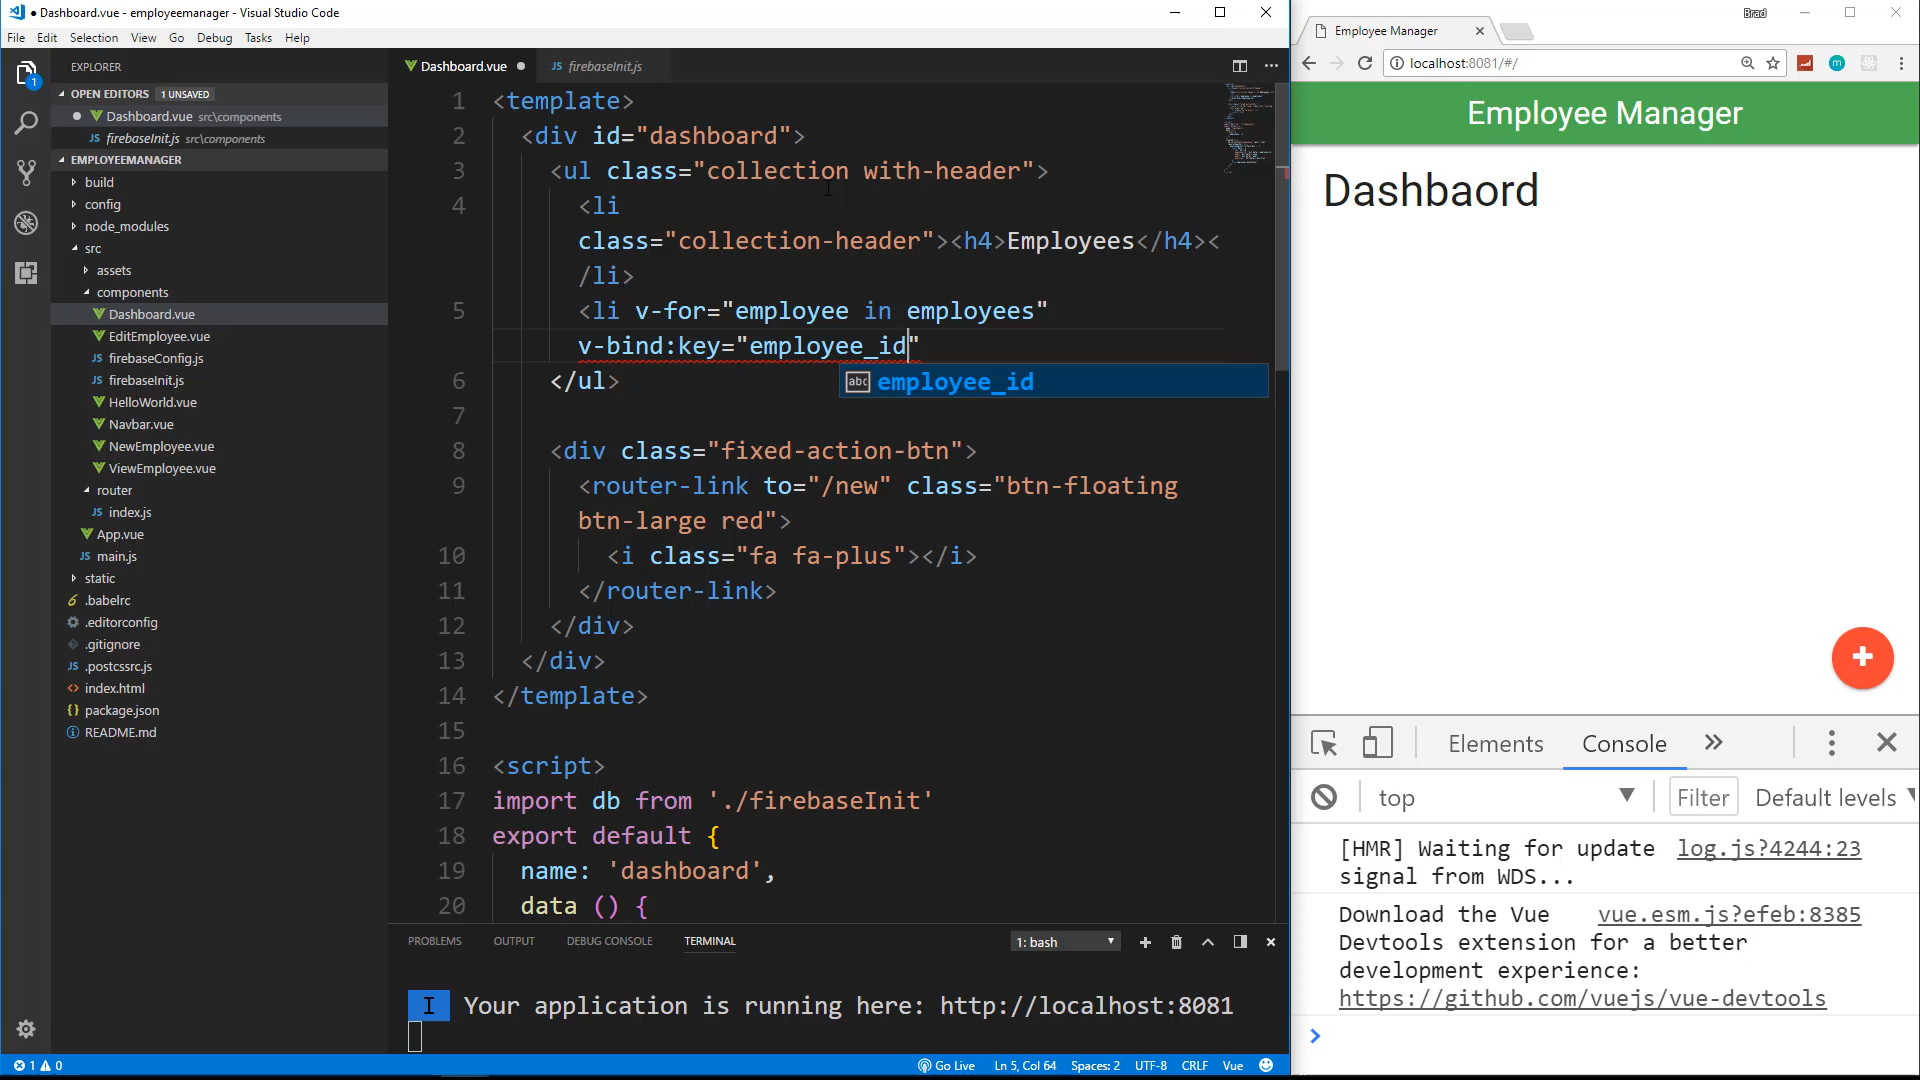 Dashboard.vue - employeemanager - Visual Studio Code
File Edit Selection View Go Debug Tasks Help
EXPLORER
OPEN EDITORS 1 UNSAVED
Dashboard.vue src\components
JS firebaseInit.js src\components
EMPLOYEEMANAGER
build
config
node_modules
src
assets
components
Dashboard.vue
EditEmployee.vue
firebaseConfig.js
firebaseInit.js
HelloWorld.vue
Navbar.vue
NewEmployee.vue
ViewEmployee.vue
router
JS index.js
App.vue
JS main.js
static
.babelrc
.editorconfig
.gitignore
JS .postcssrc.js
index.html
package.json
README.md
1
Dashboard.vue
JS firebaseInit.js
1 <template>
2 <div id="dashboard">
3 <ul class="collection with-header">
4 <li
class="collection-header"><h4>Employees</h4><
/li>
5 <li v-for="employee in employees"
v-bind:key="employee_id"
abc employee_id
6 </ul>
7
8 <div class="fixed-action-btn">
9 <router-link to="/new" class="btn-floating
btn-large red">
10 <i class="fa fa-plus"></i>
11 </router-link>
12 </div>
13 </div>
14 </template>
15
16 <script>
17 import db from './firebaseInit'
18 export default {
19 name: 'dashboard',
20 data () {
PROBLEMS OUTPUT DEBUG CONSOLE TERMINAL 1: bash
I Your application is running here: http://localhost:8081
1 0 Go Live Ln 5, Col 64 Spaces: 2 UTF-8 CRLF Vue
Brad
Employee Manager
localhost:8081/#/
Employee Manager
Dashbaord
Elements Console
top Filter Default levels
[HMR] Waiting for update log.js?4244:23
signal from WDS...
Download the Vue vue.esm.js?efeb:8385
Devtools extension for a better
development experience:
https://github.com/vuejs/vue-devtools